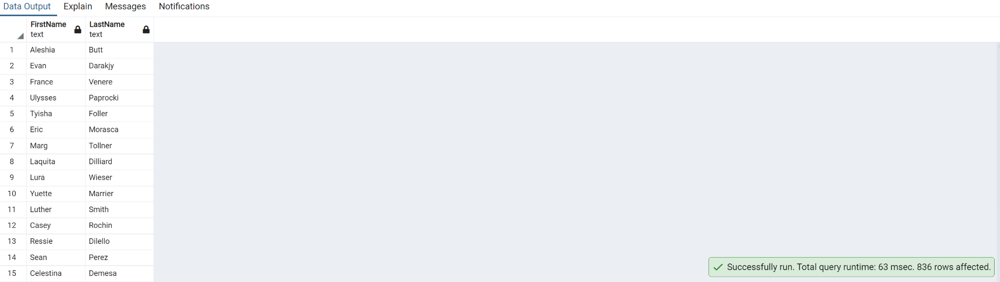 Data Output Explain Messages Notifications
FirstName LastName
text text
1 Aleshia Butt
2 Evan Darakjy
3 France Venere
4 Ulysses Paprocki
5 Tyisha Foller
6 Eric Morasca
7 Marg Tollner
8 Laquita Dilliard
9 Lura Wieser
10 Yuette Marrier
11 Luther Smith
12 Casey Rochin
13 Ressie Dilello
14 Sean Perez
15 Celestina Demesa
Successfully run. Total query runtime: 63 msec. 836 rows affected.